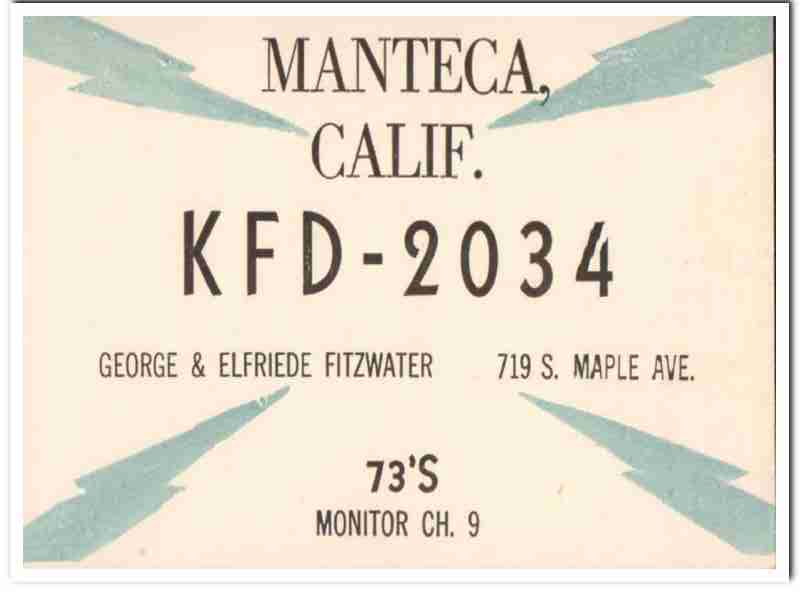 MANTECA,
CALIF.
KFD-2034
GEORGE & ELFRIEDE FITZWATER 719 S. MAPLE AVE.
73'S
MONITOR CH. 9